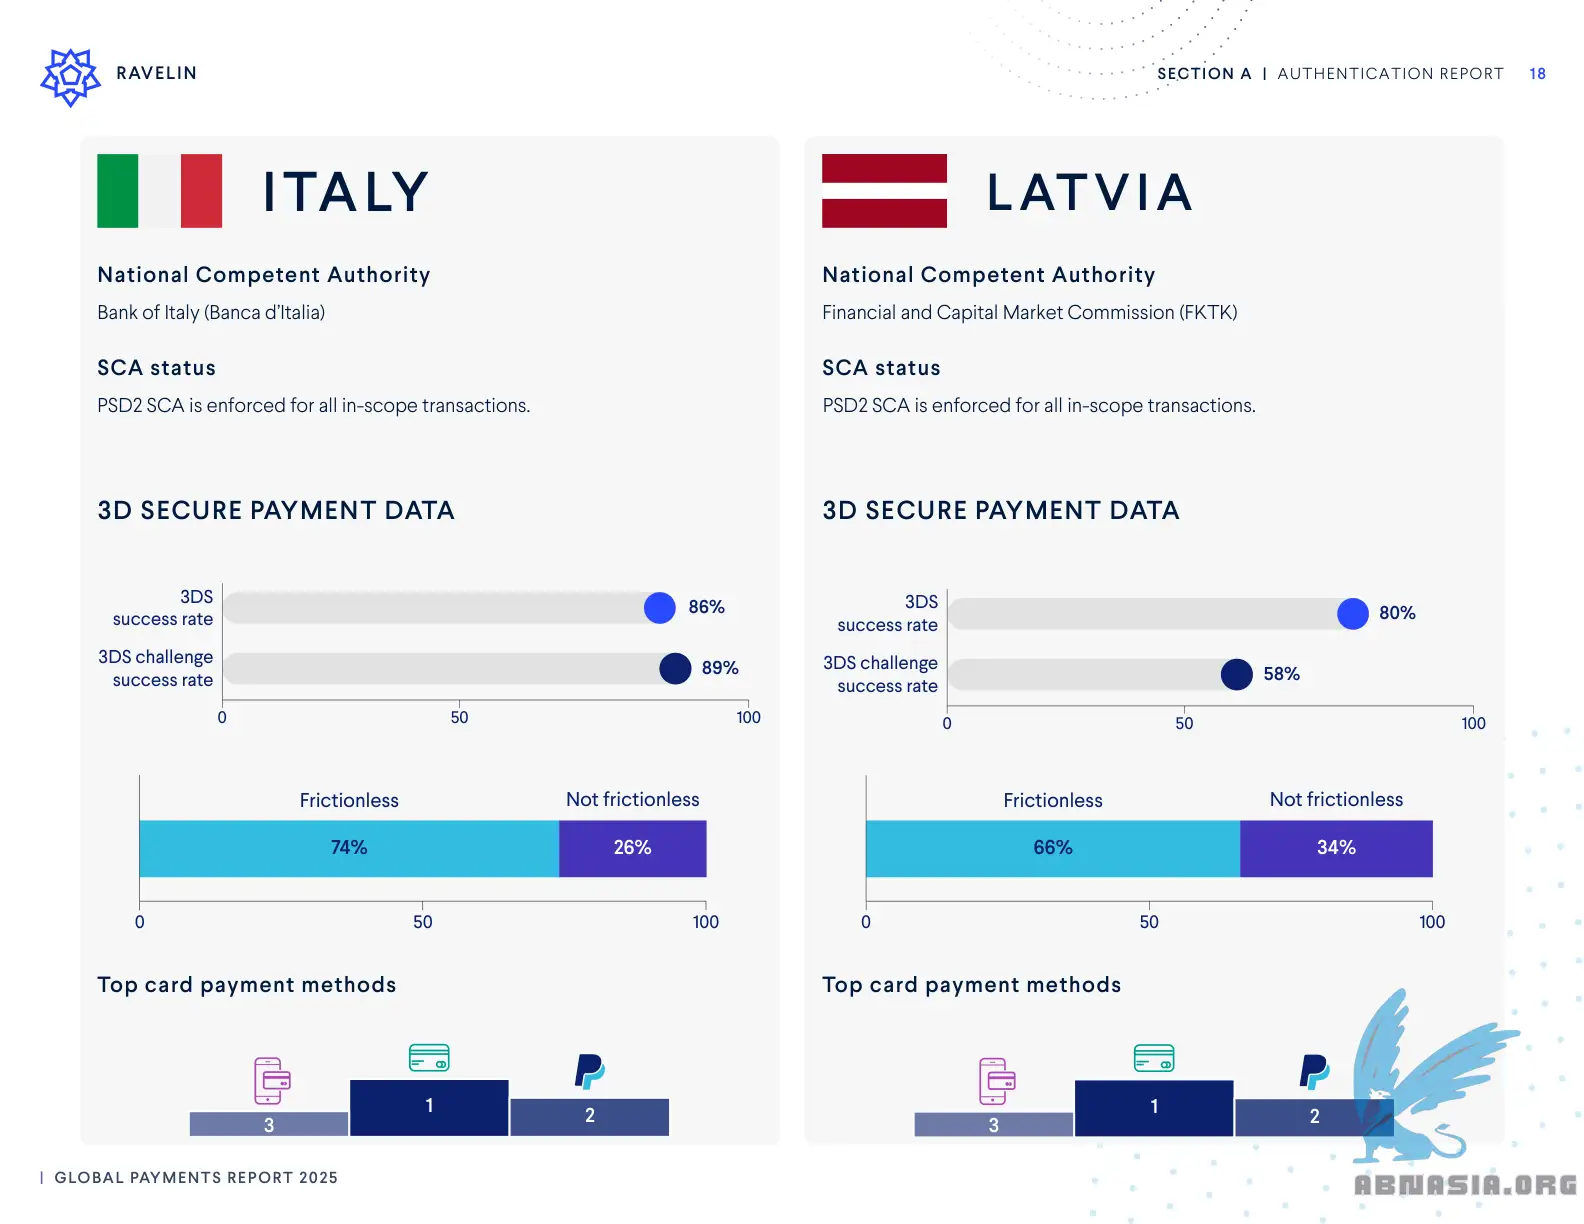 RAVELIN
SECTION A | AUTHENTICATION REPORT 18
ITALY
National Competent Authority
Bank of Italy (Banca d'Italia)
SCA status
PSD2 SCA is enforced for all in-scope transactions.
3D SECURE PAYMENT DATA
3DS
success rate
86%
3DS challenge
success rate
89%
0 50 100
Frictionless Not frictionless
74% 26%
0 50 100
Top card payment methods
3 1 2
LATVIA
National Competent Authority
Financial and Capital Market Commission (FKTK)
SCA status
PSD2 SCA is enforced for all in-scope transactions.
3D SECURE PAYMENT DATA
3DS
success rate
80%
3DS challenge
success rate
58%
0 50 100
Frictionless Not frictionless
66% 34%
0 50 100
Top card payment methods
3 1 2
| GLOBAL PAYMENTS REPORT 2025
ABNASIA.ORG